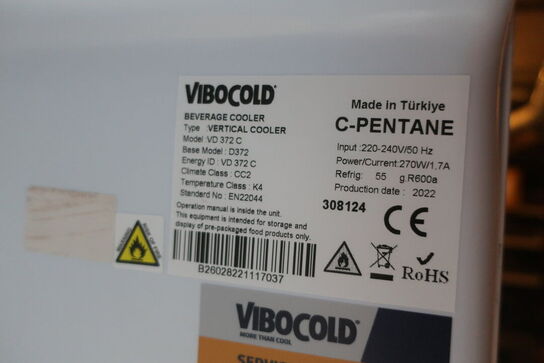 VIBOCOLD®
BEVERAGE COOLER
Type :VERTICAL COOLER
Model :VD 372 C
Base Model : D372
Energy ID : VD 372 C
Climate Class : CC2
Temperature Class : K4
Standard No : EN22044
Operation manual is inside the unit.
This equipment is intended for storage and
display of pre-packaged food products only.
B26028221117037
Made in Türkiye
C-PENTANE
Input :220-240V/50 Hz
Power/Current:270W/1,7A
Refrig: 55 g.R600a
Production date : 2022
308124
CE
RoHS
RISK OF FIRE
VIBOCOLD®
MORE THAN COOL